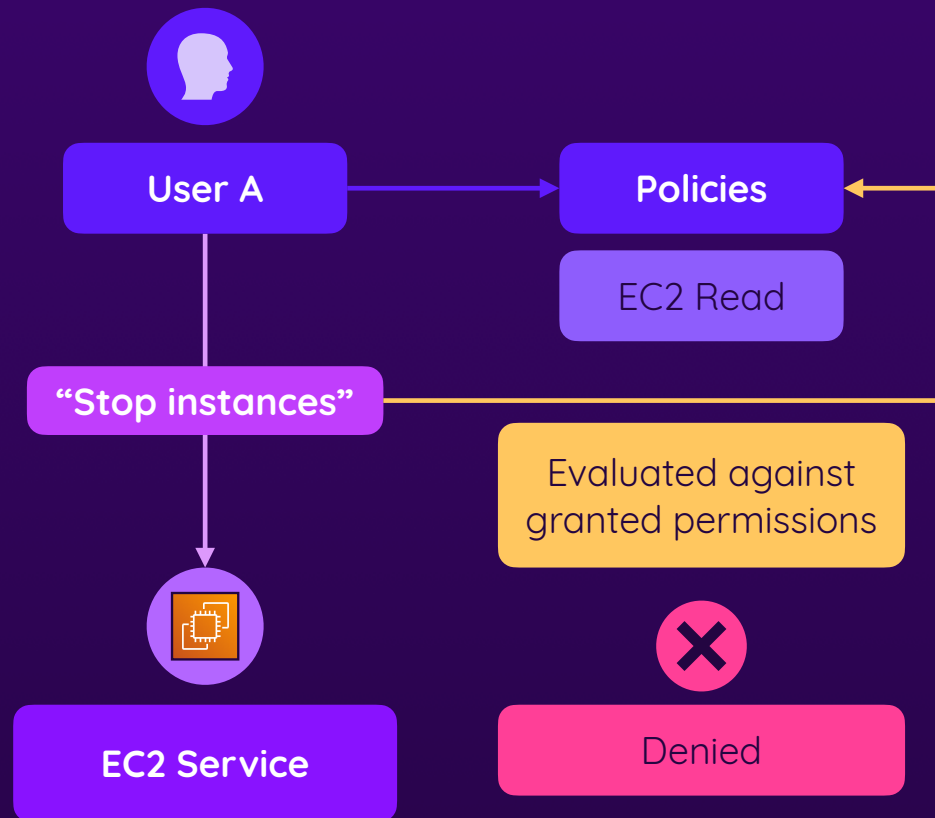 User A
Policies
EC2 Read
“Stop instances”
Evaluated against
granted permissions
EC2 Service
Denied